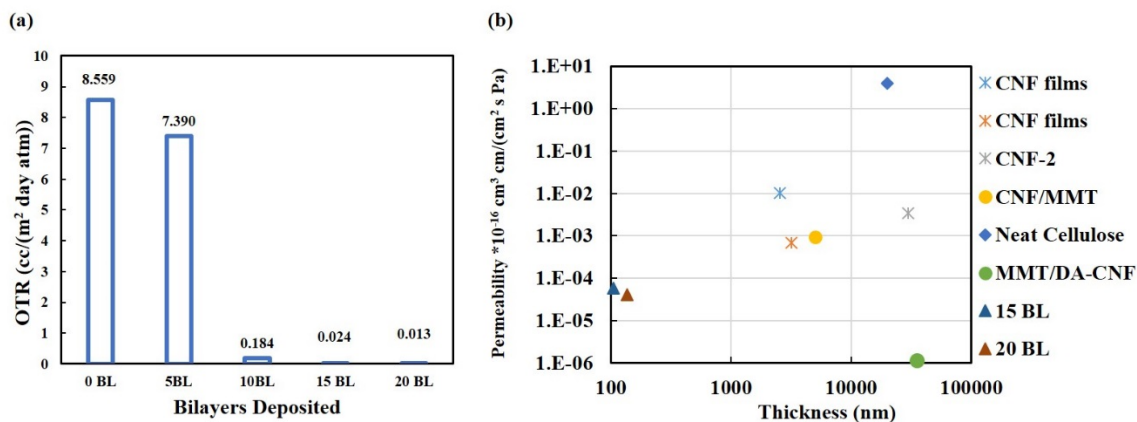 (a)
OTR (cc/(m² day atm))
10
9
8
7
6
5
4
3
2
1
0
8.559
7.390
0.184
0.024
0.013
0 BL
5BL
10BL
15 BL
20 BL
Bilayers Deposited
(b)
Permeability *10⁻¹⁶ cm³ cm/(cm² s Pa)
1.E+01
1.E+00
1.E-01
1.E-02
1.E-03
1.E-04
1.E-05
1.E-06
100
1000
10000
100000
Thickness (nm)
CNF films
CNF films
CNF-2
CNF/MMT
Neat Cellulose
MMT/DA-CNF
15 BL
20 BL